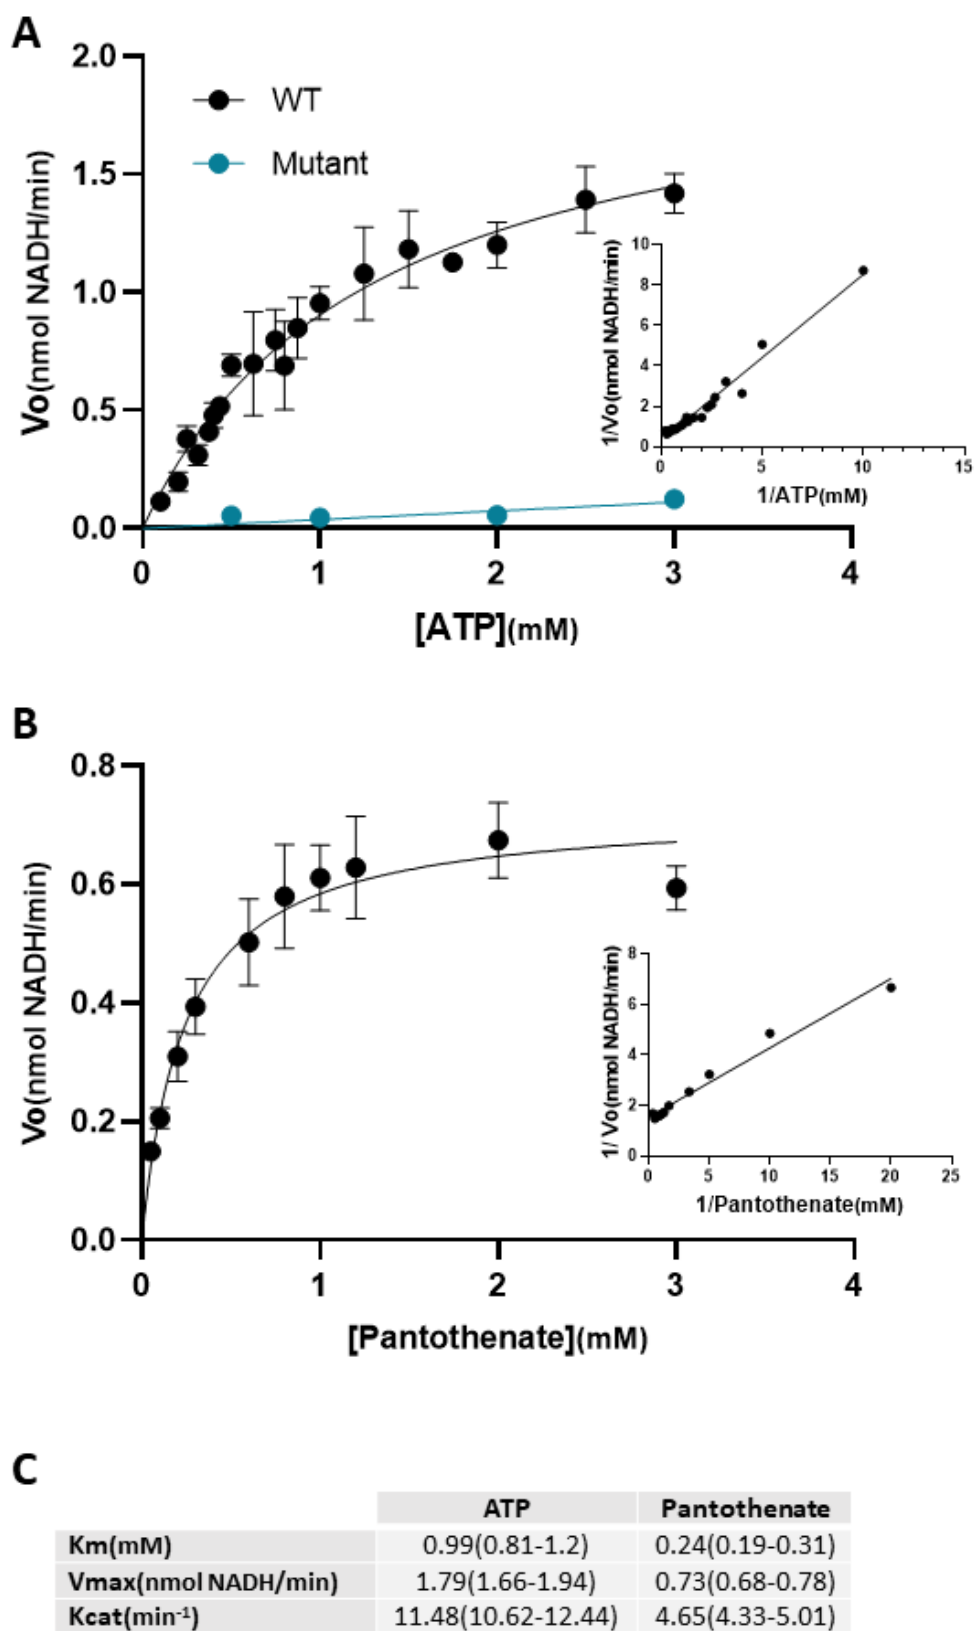 A
2.0
WT
Mutant
1.5
1.0
0.5
0.0
Vo(nmol NADH/min)
0 1 2 3 4
[ATP](mM)
10
8
6
4
2
0
1/Vo(nmol NADH/min)
0 5 10 15
1/ATP(mM)
B
0.8
0.6
0.4
0.2
0.0
Vo(nmol NADH/min)
0 1 2 3 4
[Pantothenate](mM)
8
6
4
2
0
1/ Vo(nmol NADH/min)
0 5 10 15 20 25
1/Pantothenate(mM)
C
ATP Pantothenate
Km(mM) 0.99(0.81-1.2) 0.24(0.19-0.31)
Vmax(nmol NADH/min) 1.79(1.66-1.94) 0.73(0.68-0.78)
Kcat(min⁻¹) 11.48(10.62-12.44) 4.65(4.33-5.01)